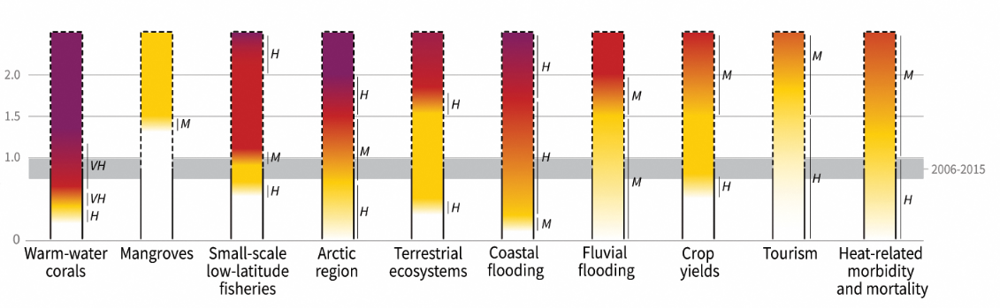 2.0
1.5
1.0
0
2006-2015
VH
VH
H
M
H
M
H
H
M
H
H
H
H
H
M
M
M
M
H
M
H
M
H
Warm-water
corals
Mangroves
Small-scale
low-latitude
fisheries
Arctic
region
Terrestrial
ecosystems
Coastal
flooding
Fluvial
flooding
Crop
yields
Tourism
Heat-related
morbidity
and mortality